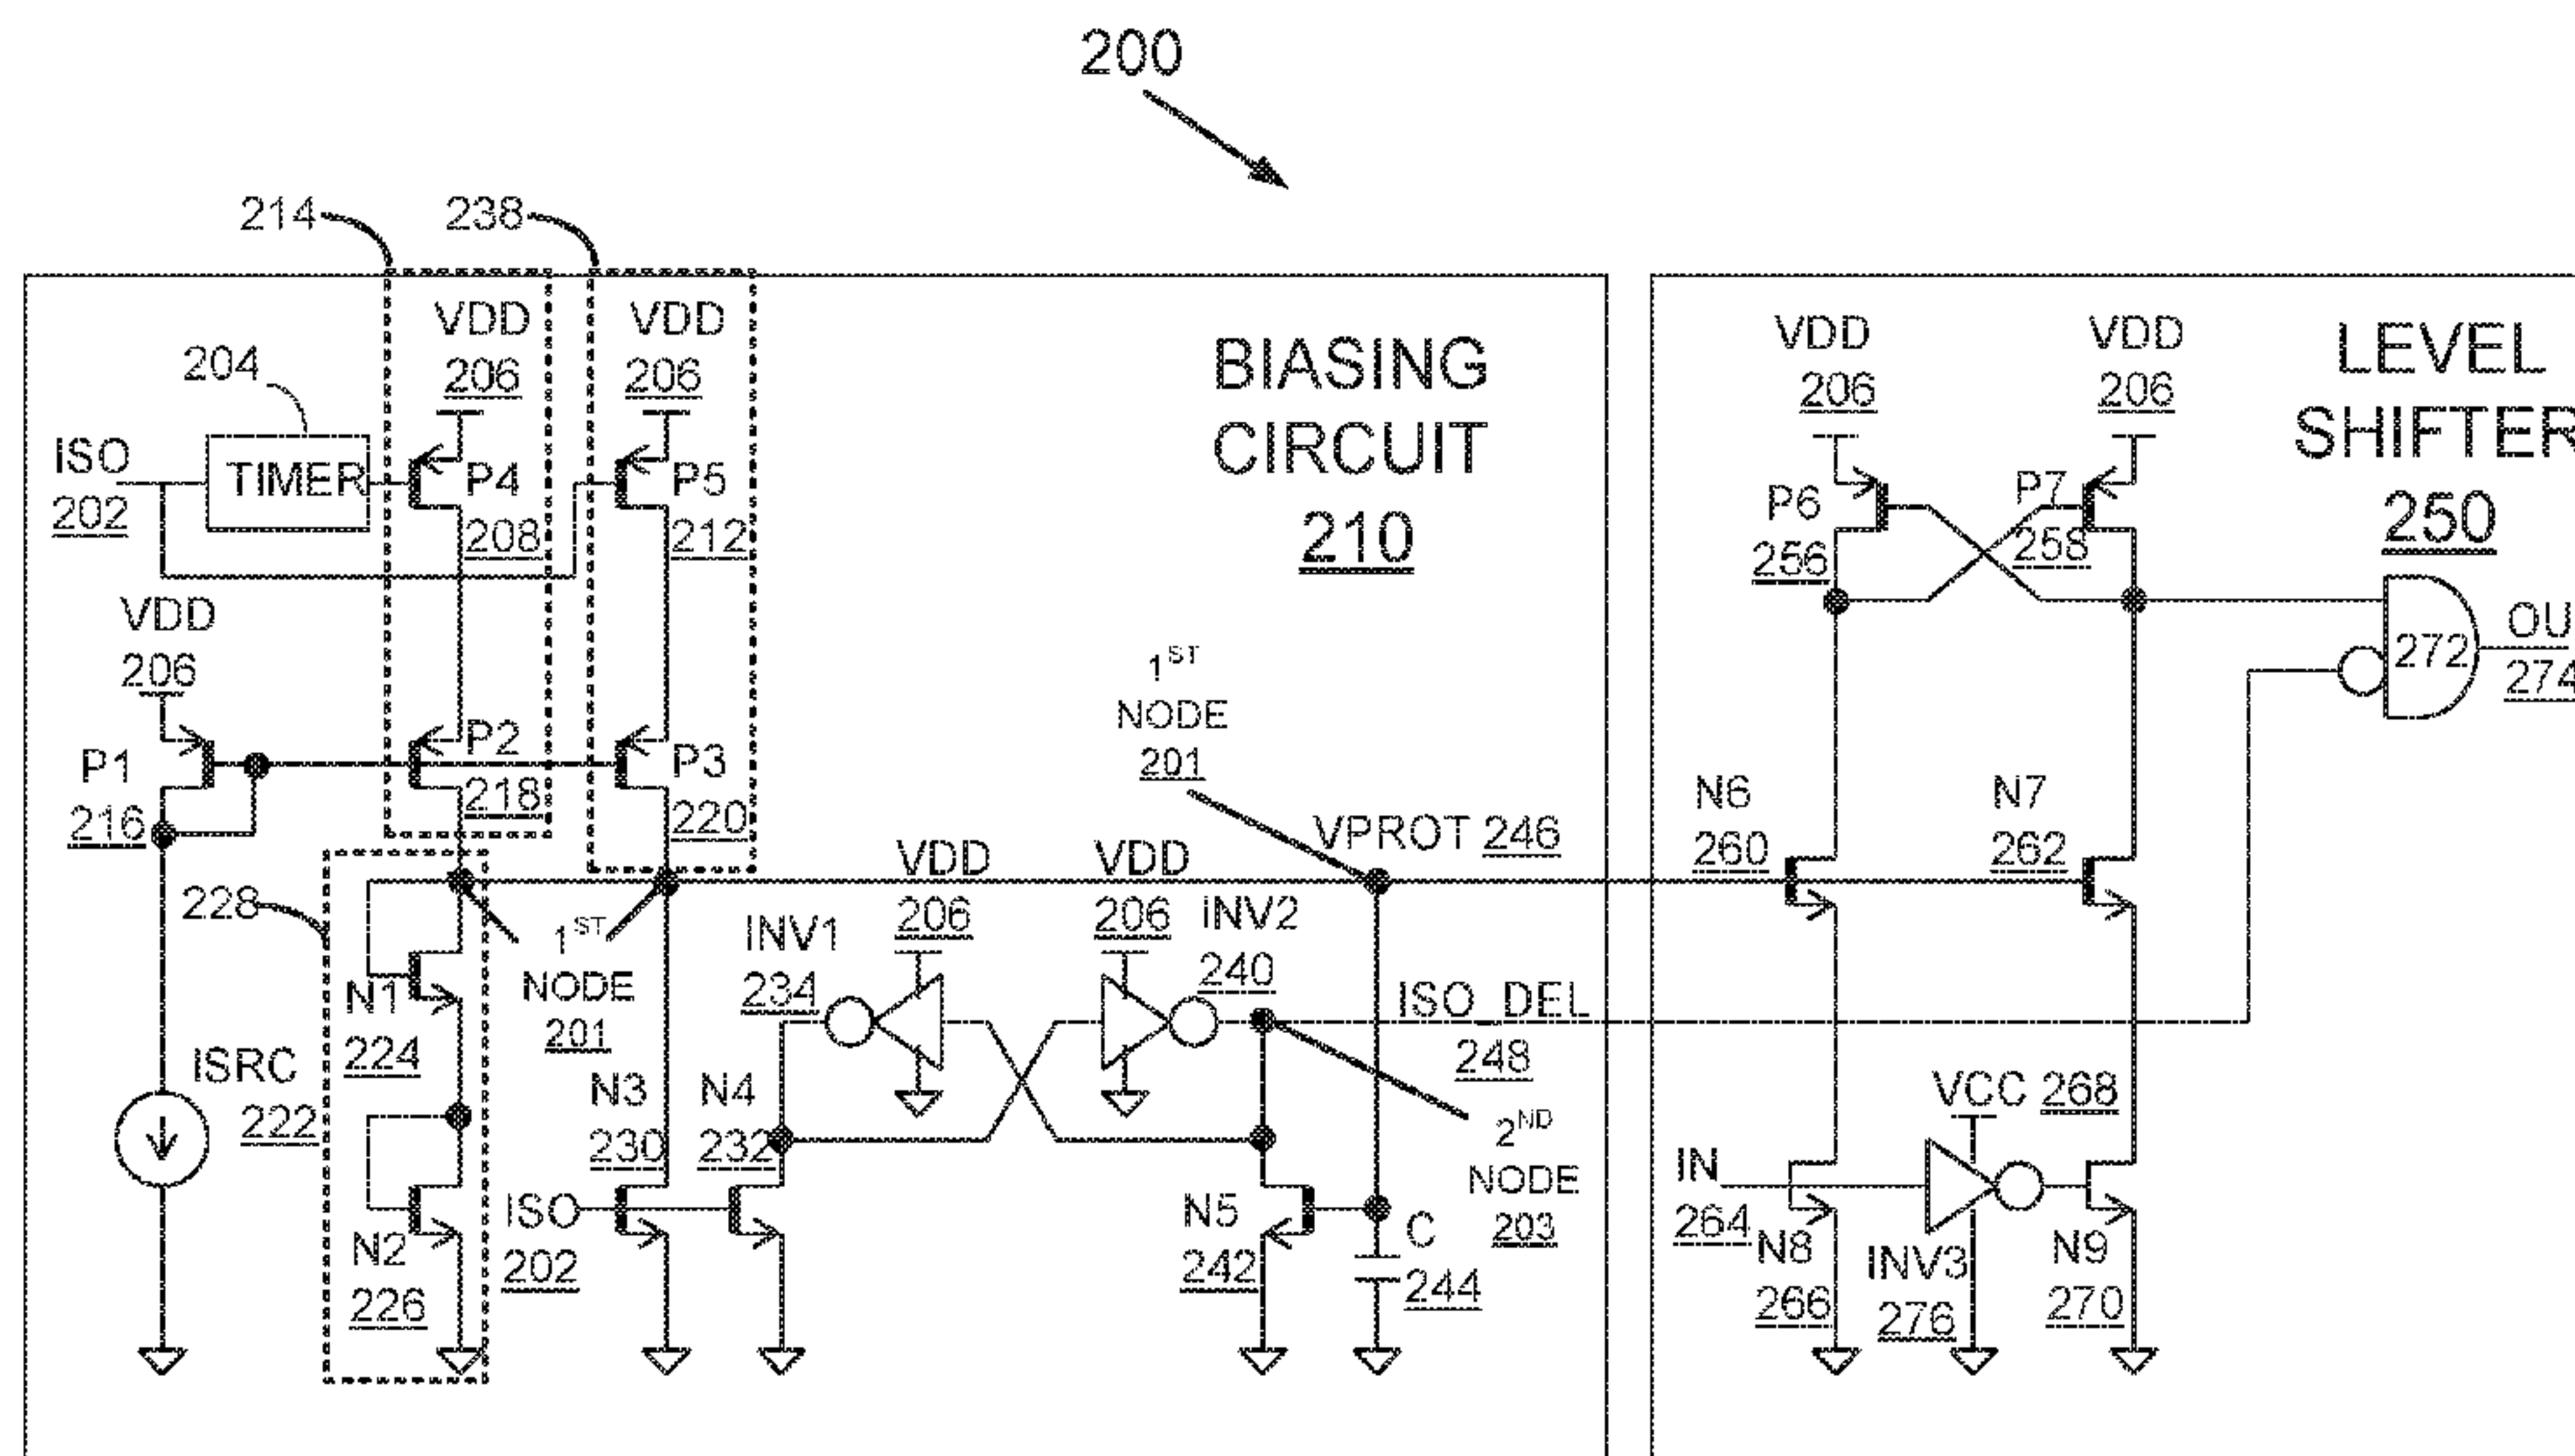 200
214
238
VDD
206
VDD
206
BIASING
CIRCUIT
210
VDD
206
VDD
206
LEVEL
SHIFTER
250
204
ISO
202
TIMER
P4
208
P5
212
P6
256
P7
258
VDD
206
P1
216
P2
218
P3
220
1ST
NODE
201
VPROT 246
272
OU
274
N6
260
N7
262
228
1ST
NODE
201
VDD
206
VDD
206
INV1
234
INV2
240
ISO_DEL
248
N1
224
ISRC
222
N3
230
N4
232
2ND
NODE
203
VCC 268
IN
264
ISO
202
N2
226
N5
242
C
244
N8
266
INV3
276
N9
270